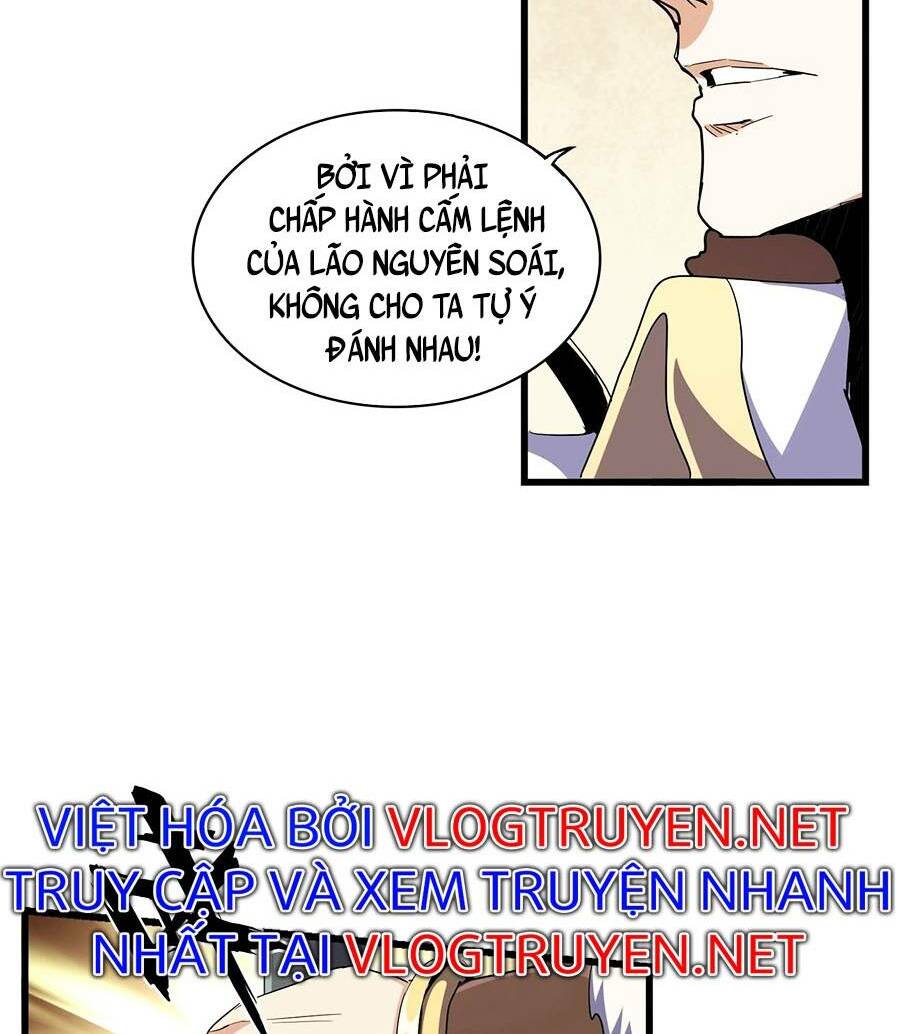 BỞI VÌ PHẢI
CHẤP HÀNH CẤM LỆNH
CỦA LÃO NGUYÊN SOÁI,
KHÔNG CHO TA TỰ Ý
ĐÁNH NHAU!
VIỆT HÓA BỞI VLOGTRUYEN.NET
TRUY CẬP VÀ XEM TRUYỆN NHANH
NHẤT TẠI VLOGTRUYEN.NET